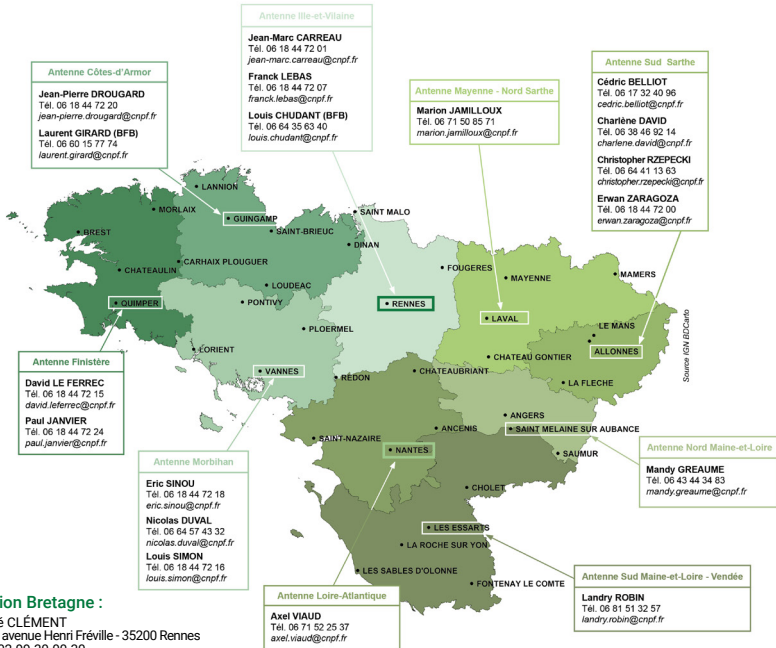 Antenne Ille-et-Vilaine
Jean-Marc CARREAU
Tél. 06 18 44 72 01
jean-marc.carreau@cnpf.fr
Franck LEBAS
Tél. 06 18 44 72 07
franck.lebas@cnpf.fr
Louis CHUDANT (BFB)
Tél. 06 64 35 63 40
louis.chudant@cnpf.fr
Antenne Côtes-d'Armor
Jean-Pierre DROUGARD
Tél. 06 18 44 72 20
jean-pierre.drougard@cnpf.fr
Laurent GIRARD (BFB)
Tél. 06 60 15 77 74
laurent.girard@cnpf.fr
Antenne Mayenne - Nord Sarthe
Marion JAMILLOUX
Tél. 06 71 50 85 71
marion.jamilloux@cnpf.fr
Antenne Sud Sarthe
Cédric BELLIOT
Tél. 06 17 32 40 96
cedric.belliot@cnpf.fr
Charlène DAVID
Tél. 06 38 46 92 14
charlene.david@cnpf.fr
Christopher RZEPECKI
Tél. 06 64 41 13 63
christopher.rzepecki@cnpf.fr
Erwan ZARAGOZA
Tél. 06 18 44 72 00
erwan.zaragoza@cnpf.fr
LANNION
MORLAIX
GUINGAMP
SAINT MALO
BREST
SAINT-BRIEUC
DINAN
CARHAIX PLOUGUER
CHATEAULIN
FOUGERES
MAYENNE
MAMERS
LOUDEAC
QUIMPER
PONTIVY
RENNES
LAVAL
PLOERMEL
LE MANS
LORIENT
ALLONNES
CHATEAU GONTIER
VANNES
REDON
CHATEAUBRIANT
LA FLECHE
ANGERS
ANCENIS
SAINT MELAINE SUR AUBANCE
SAINT-NAZAIRE
NANTES
SAUMUR
CHOLET
LES ESSARTS
LA ROCHE SUR YON
LES SABLES D'OLONNE
FONTENAY LE COMTE
Source IGN BDCarto
Antenne Finistère
David LE FERREC
Tél. 06 18 44 72 15
david.leferrec@cnpf.fr
Paul JANVIER
Tél. 06 18 44 72 24
paul.janvier@cnpf.fr
Antenne Morbihan
Eric SINOU
Tél. 06 18 44 72 18
eric.sinou@cnpf.fr
Nicolas DUVAL
Tél. 06 64 57 43 32
nicolas.duval@cnpf.fr
Louis SIMON
Tél. 06 18 44 72 16
louis.simon@cnpf.fr
Antenne Nord Maine-et-Loire
Mandy GREAUME
Tél. 06 43 44 34 83
mandy.greaume@cnpf.fr
Antenne Loire-Atlantique
Axel VIAUD
Tél. 06 71 52 25 37
axel.viaud@cnpf.fr
Antenne Sud Maine-et-Loire - Vendée
Landry ROBIN
Tél. 06 81 51 32 57
landry.robin@cnpf.fr
ion Bretagne :
é CLÉMENT
avenue Henri Fréville - 35200 Rennes